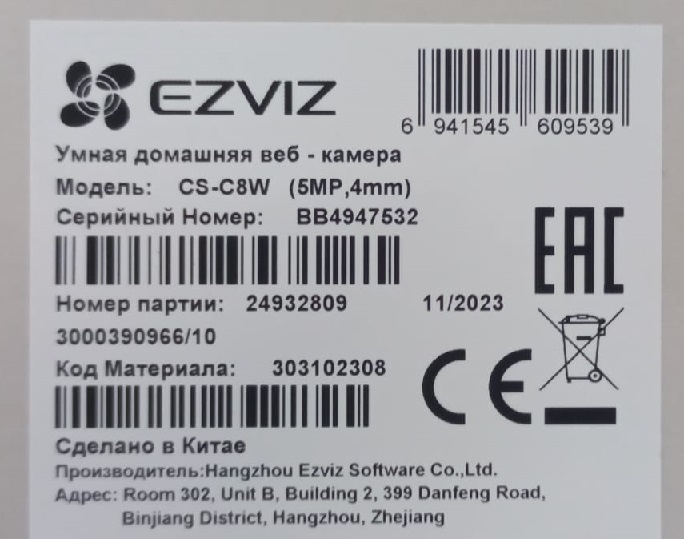 EZVIZ
6 941545 609539
Умная домашняя веб - камера
Модель: CS-C8W (5MP,4mm)
Серийный Номер: BB4947532
EAC
Номер партии: 24932809 11/2023
3000390966/10
Код Материала: 303102308
CE
Сделано в Китае
Производитель:Hangzhou Ezviz Software Co.,Ltd.
Адрес: Room 302, Unit B, Building 2, 399 Danfeng Road,
Binjiang District, Hangzhou, Zhejiang